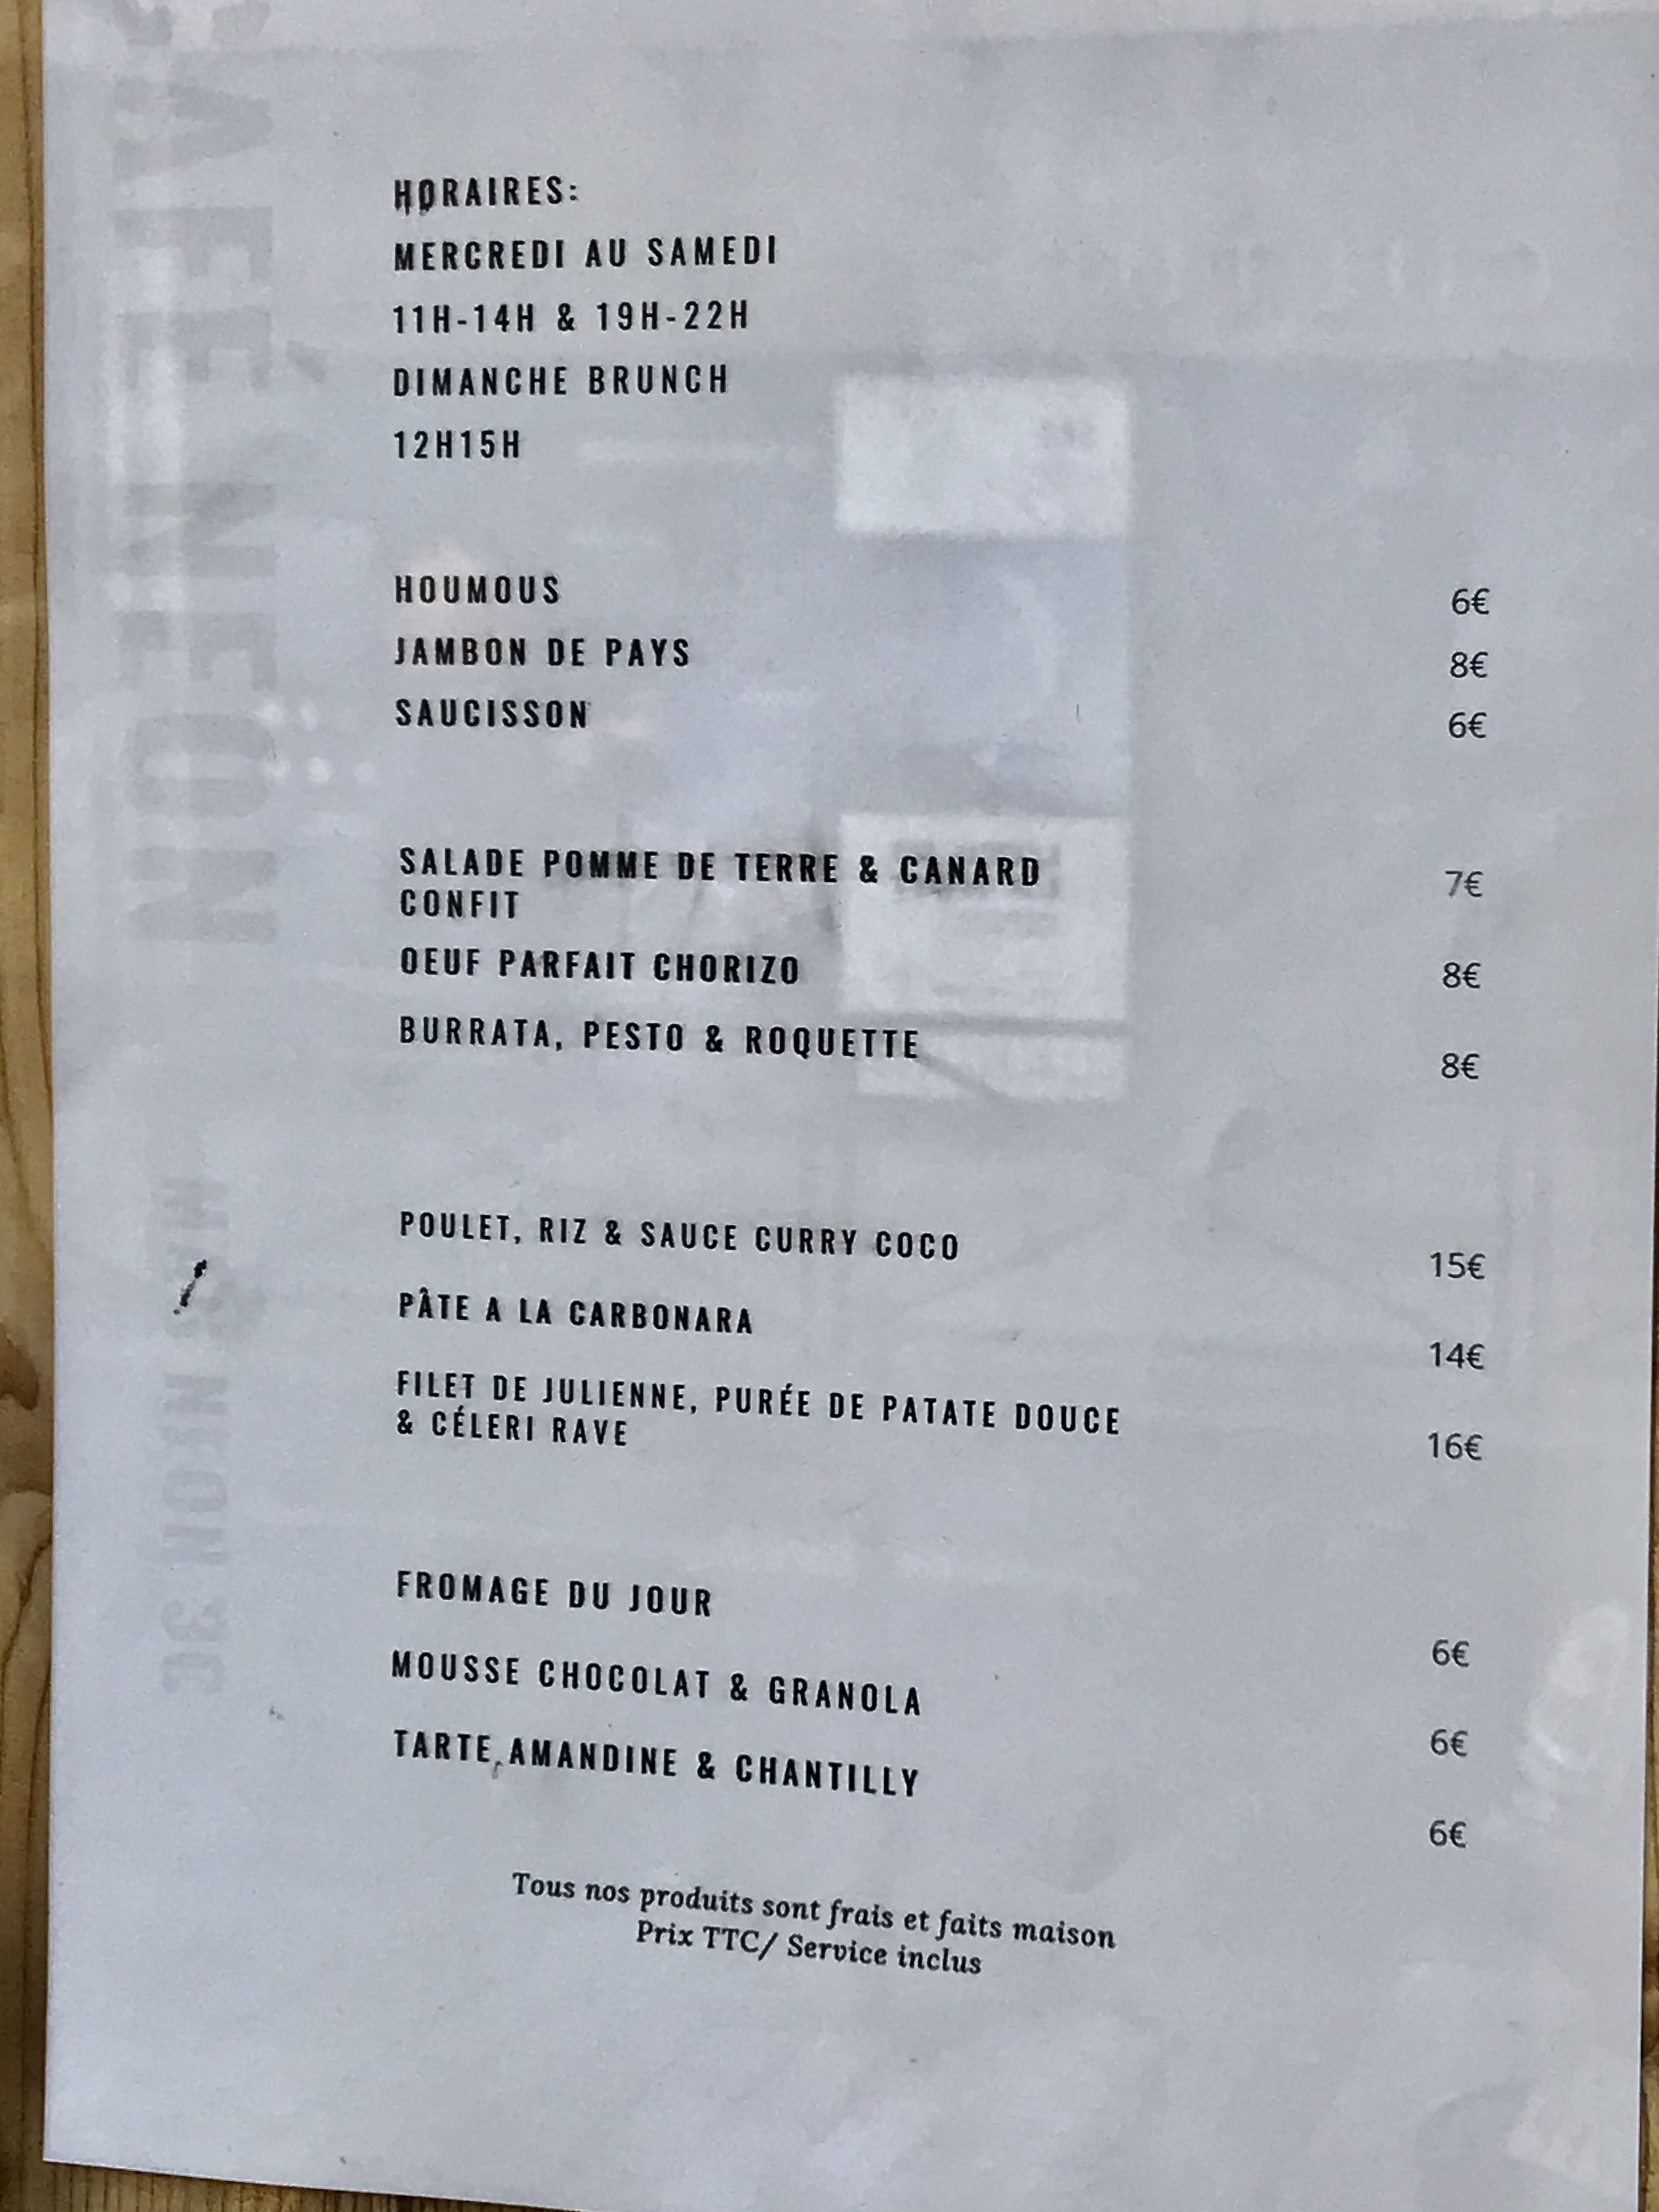 HORAIRES:
MERCREDI AU SAMEDI
11H-14H & 19H-22H
DIMANCHE BRUNCH
12H15H
HOUMOUS 6€
JAMBON DE PAYS 8€
SAUCISSON 6€
SALADE POMME DE TERRE & CANARD 7€
CONFIT
OEUF PARFAIT CHORIZO 8€
BURRATA, PESTO & ROQUETTE 8€
POULET, RIZ & SAUCE CURRY COCO 15€
PÂTE A LA CARBONARA 14€
FILET DE JULIENNE, PURÉE DE PATATE DOUCE
& CÉLERI RAVE 16€
FROMAGE DU JOUR 6€
MOUSSE CHOCOLAT & GRANOLA 6€
TARTE AMANDINE & CHANTILLY 6€
Tous nos produits sont frais et faits maison
Prix TTC/ Service inclus